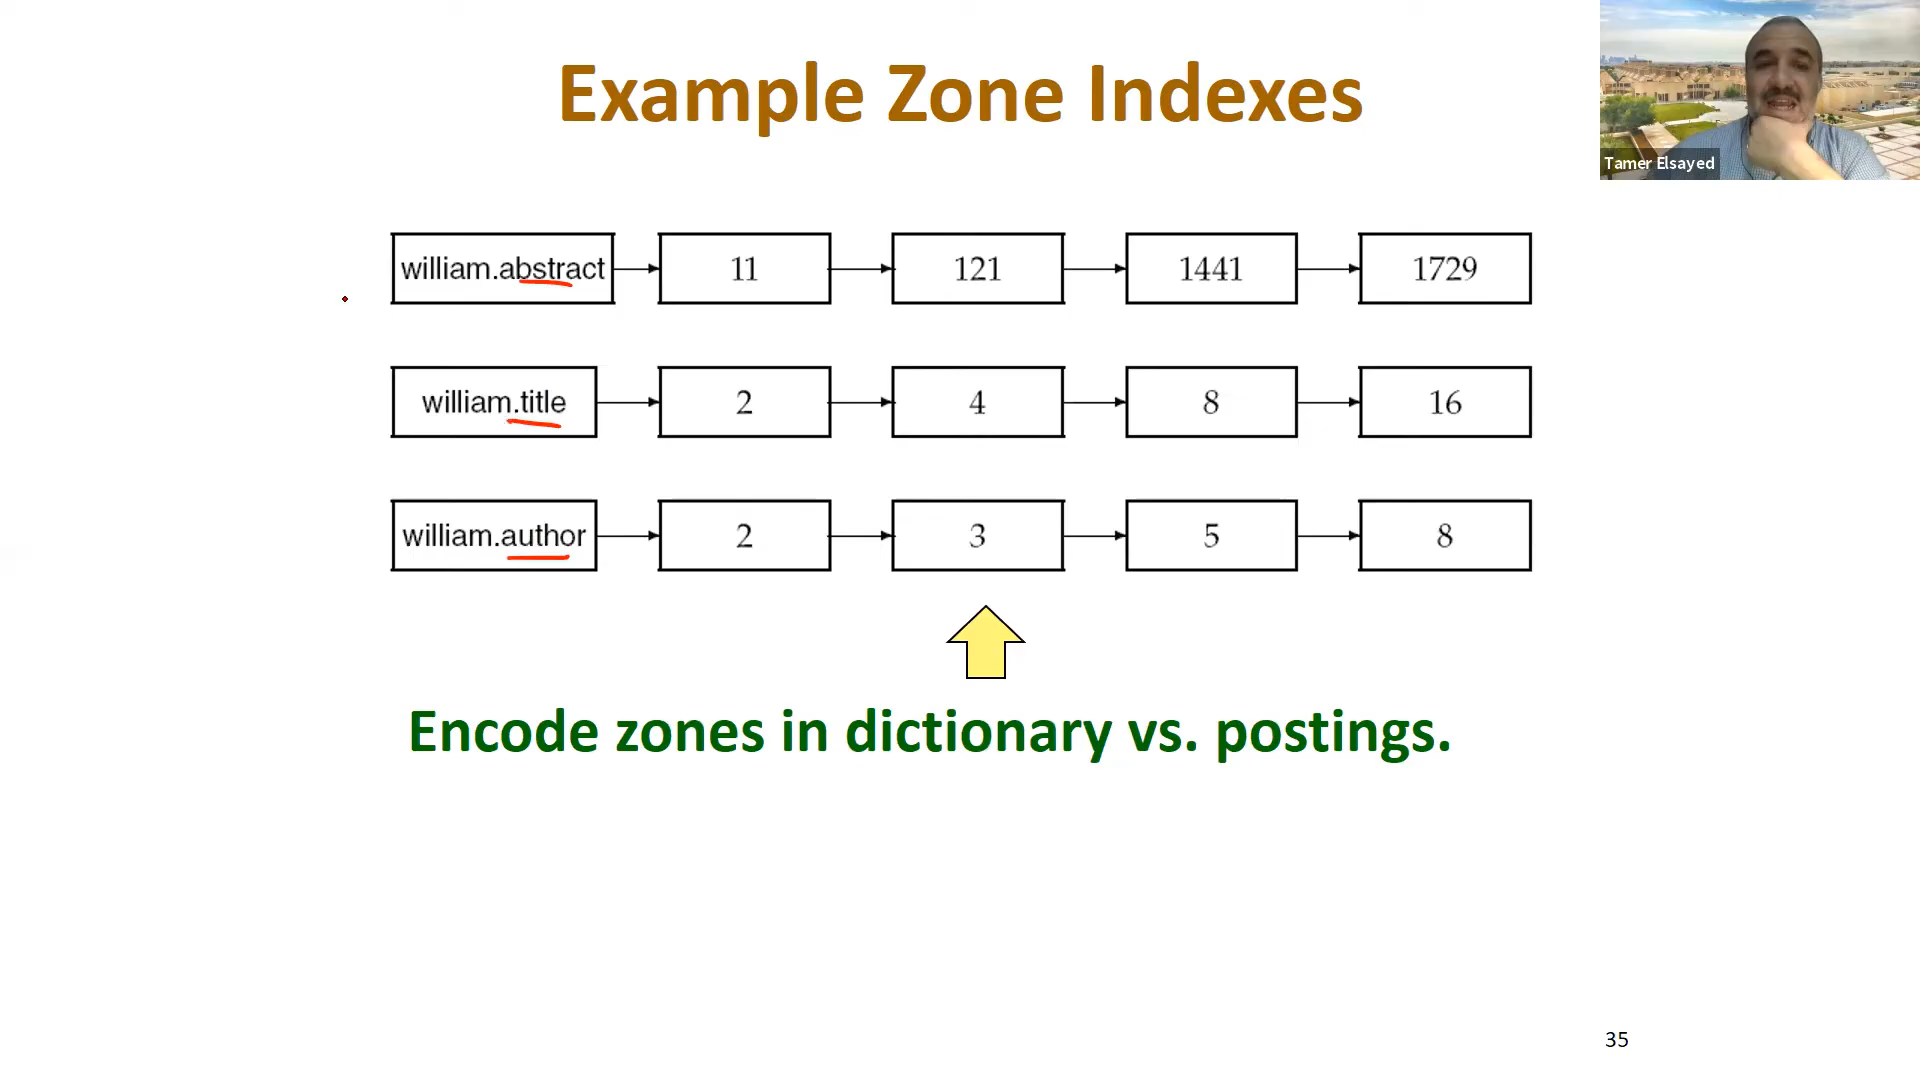 Example Zone Indexes
Tamer Elsayed
william.abstract 11 121 1441 1729
william.title 2 4 8 16
william.author 2 3 5 8
Encode zones in dictionary vs. postings.
35